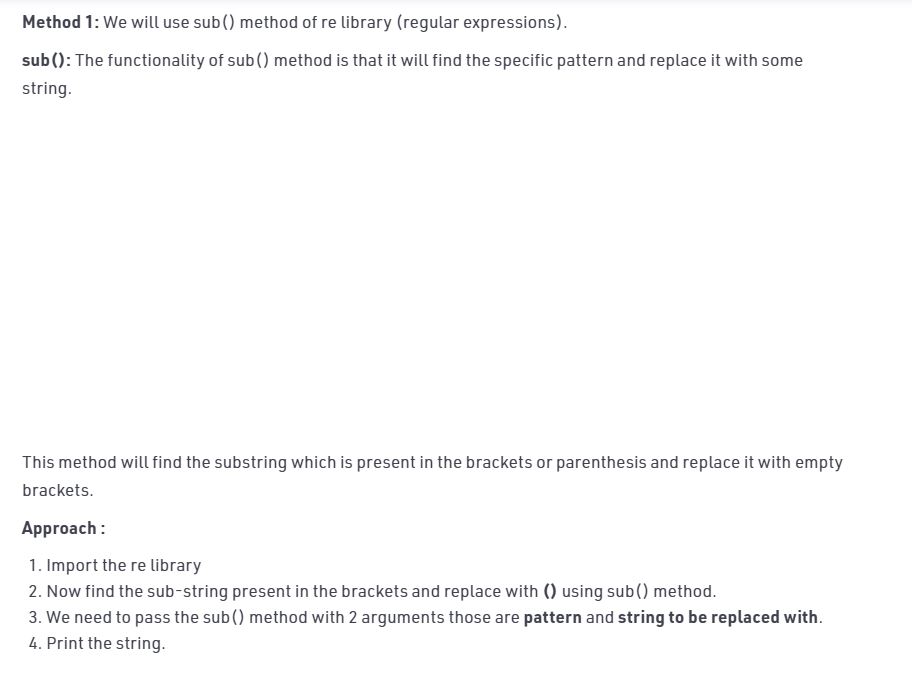 Method 1: We will use sub() method of re library (regular expressions).
sub(): The functionality of sub() method is that it will find the specific pattern and replace it with some
string.
This method will find the substring which is present in the brackets or parenthesis and replace it with empty
brackets.
Approach :
1. Import the re library
2. Now find the sub-string present in the brackets and replace with () using sub() method.
3. We need to pass the sub() method with 2 arguments those are pattern and string to be replaced with.
4. Print the string.